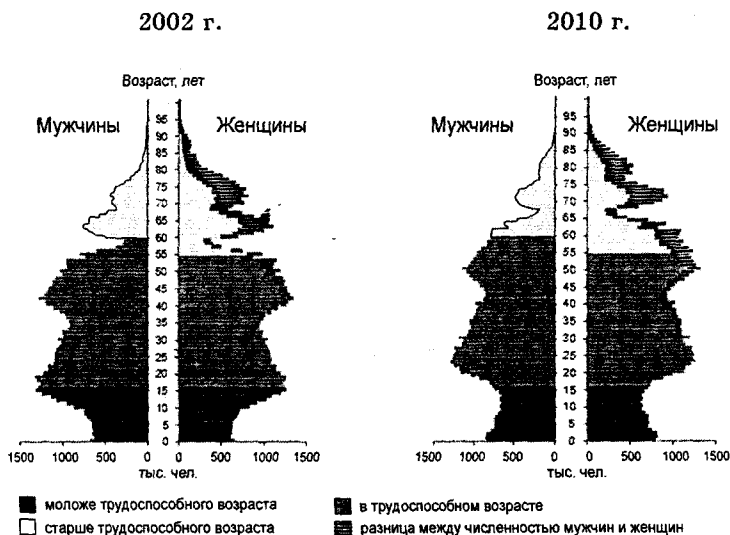 2002 г.
2010 г.
Возраст, лет
Возраст, лет
Мужчины
Женщины
Мужчины
Женщины
95
90
85
80
75
70
65
60
55
50
45
40
35
30
25
20
15
10
5
0
95
90
85
80
75
70
65
60
55
50
45
40
35
30
25
20
15
10
5
0
1500 1000 500 0 0 500 1000 1500
тыс. чел.
1500 1000 500 0 0 500 1000 1500
тыс. чел.
моложе трудоспособного возраста
в трудоспособном возрасте
старше трудоспособного возраста
разница между численностью мужчин и женщин